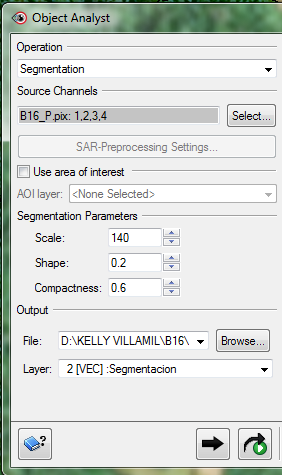 Object Analyst
Operation
Segmentation
Source Channels
B16_P.pix: 1,2,3,4 Select...
SAR-Preprocessing Settings...
Use area of interest
AOI layer: <None Selected>
Segmentation Parameters
Scale: 140
Shape: 0.2
Compactness: 0.6
Output
File: D:\KELLY VILLAMIL\B16\ Browse...
Layer: 2 [VEC] :Segmentacion
?